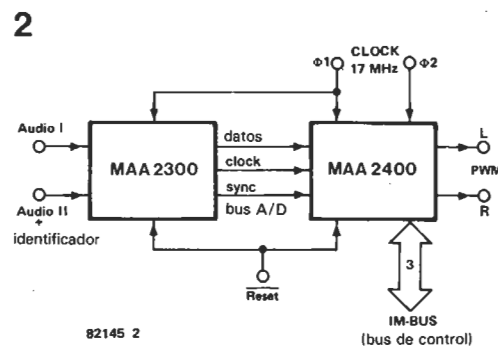 2
Φ1
CLOCK
17 MHz
Φ2
Audio I
MAA 2300
datos
clock
sync
bus A/D
MAA 2400
L
PWM
R
Audio II
+
identificador
Reset
3
IM-BUS
(bus de control)
82145 2